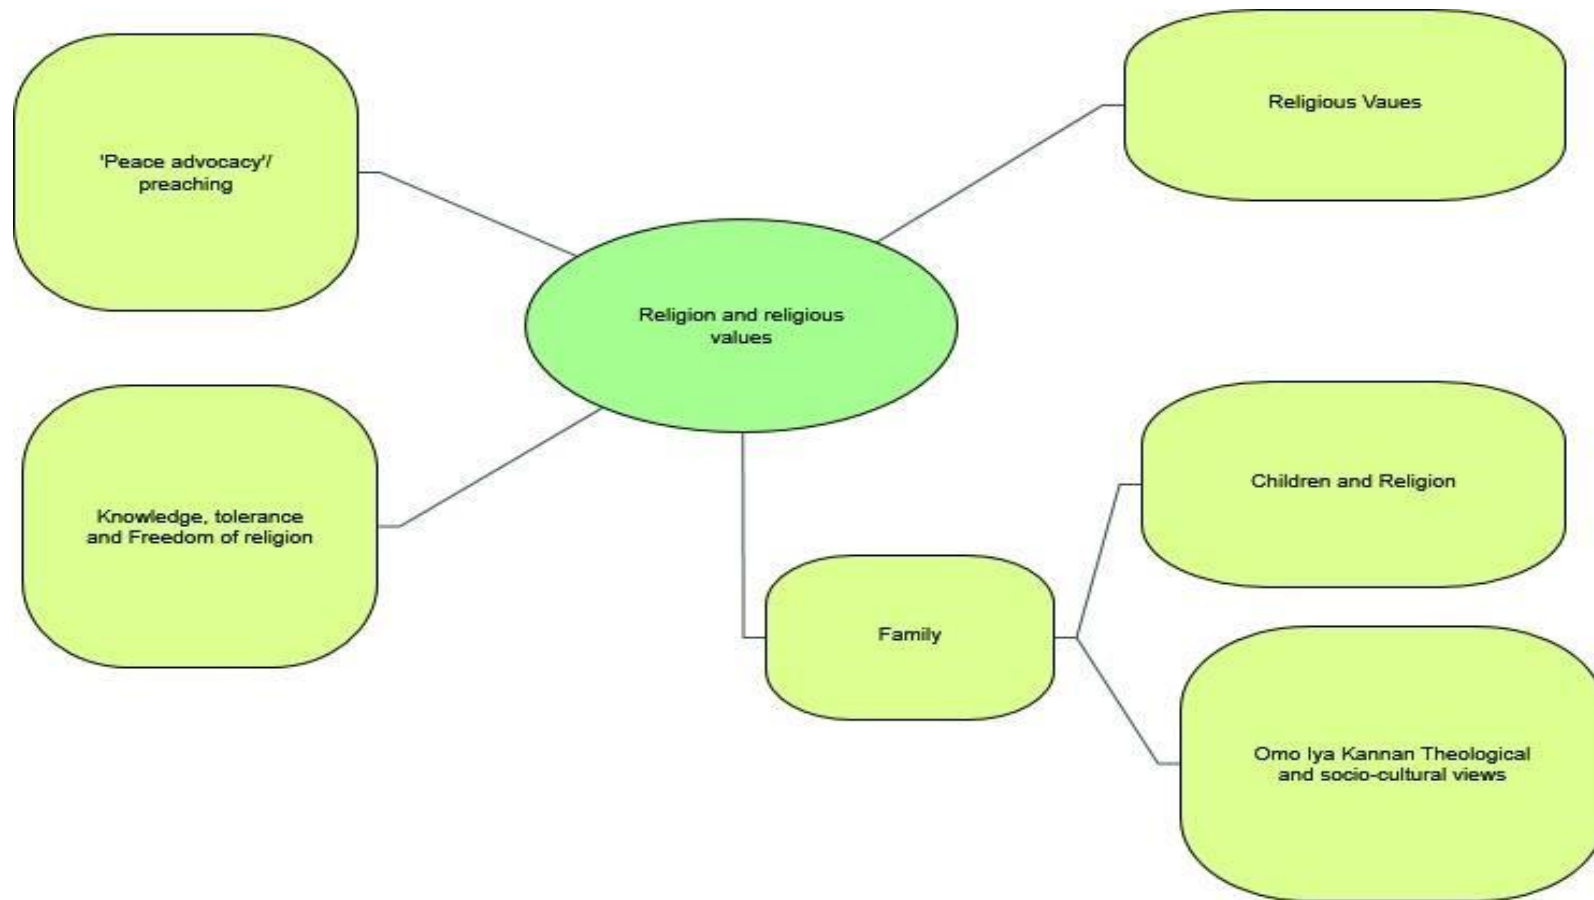 'Peace advocacy'/
preaching
Religious Vaues
Religion and religious
values
Knowledge, tolerance
and Freedom of religion
Children and Religion
Family
Omo Iya Kannan Theological
and socio-cultural views